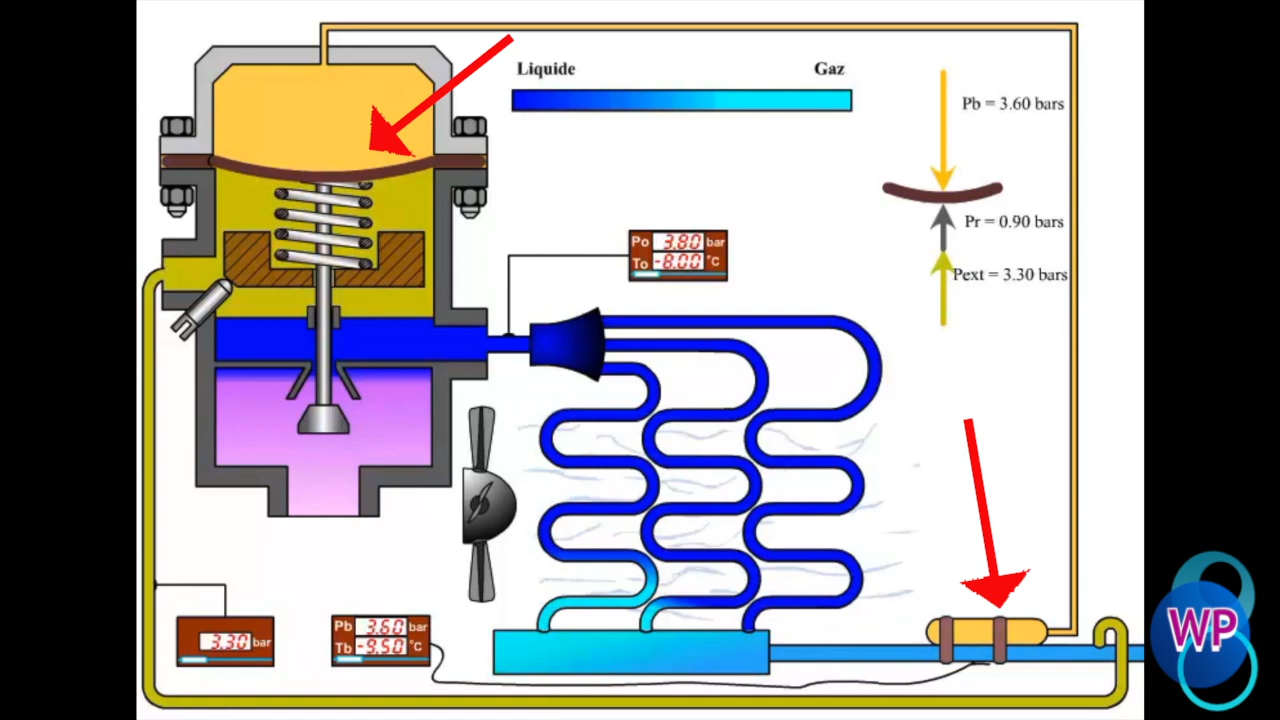 Liquide Gaz
Pb = 3.60 bars
Pr = 0.90 bars
Pext = 3.30 bars
Po 3.80 bar
To -8.00 °C
3.30 bar
Pb 3.60 bar
Tb -9.50 °C
WP